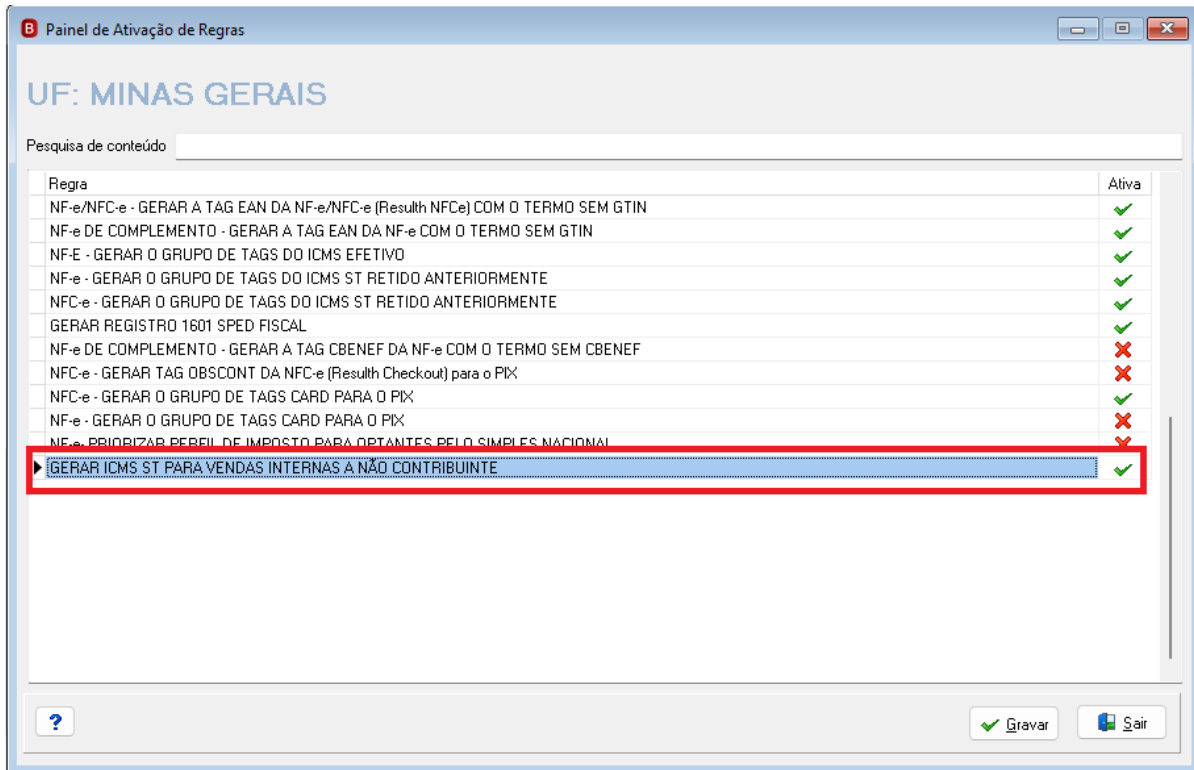 B Painel de Ativação de Regras
UF: MINAS GERAIS
Pesquisa de conteúdo
Regra Ativa
NF-e/NFC-e - GERAR A TAG EAN DA NF-e/NFC-e (Resulth NFCe) COM O TERMO SEM GTIN
NF-e DE COMPLEMENTO - GERAR A TAG EAN DA NF-e COM O TERMO SEM GTIN
NF-E - GERAR O GRUPO DE TAGS DO ICMS EFETIVO
NF-e - GERAR O GRUPO DE TAGS DO ICMS ST RETIDO ANTERIORMENTE
NFC-e - GERAR O GRUPO DE TAGS DO ICMS ST RETIDO ANTERIORMENTE
GERAR REGISTRO 1601 SPED FISCAL
NF-e DE COMPLEMENTO - GERAR A TAG CBENEF DA NF-e COM O TERMO SEM CBENEF
NFC-e - GERAR TAG OBSCONT DA NFC-e (Resulth Checkout) para o PIX
NFC-e - GERAR O GRUPO DE TAGS CARD PARA O PIX
NF-e - GERAR O GRUPO DE TAGS CARD PARA O PIX
NF-e- PRIORIZAR PERFIL DE IMPOSTO PARA OPTANTES PELO SIMPLES NACIONAL
GERAR ICMS ST PARA VENDAS INTERNAS A NÃO CONTRIBUINTE
? Gravar Sair